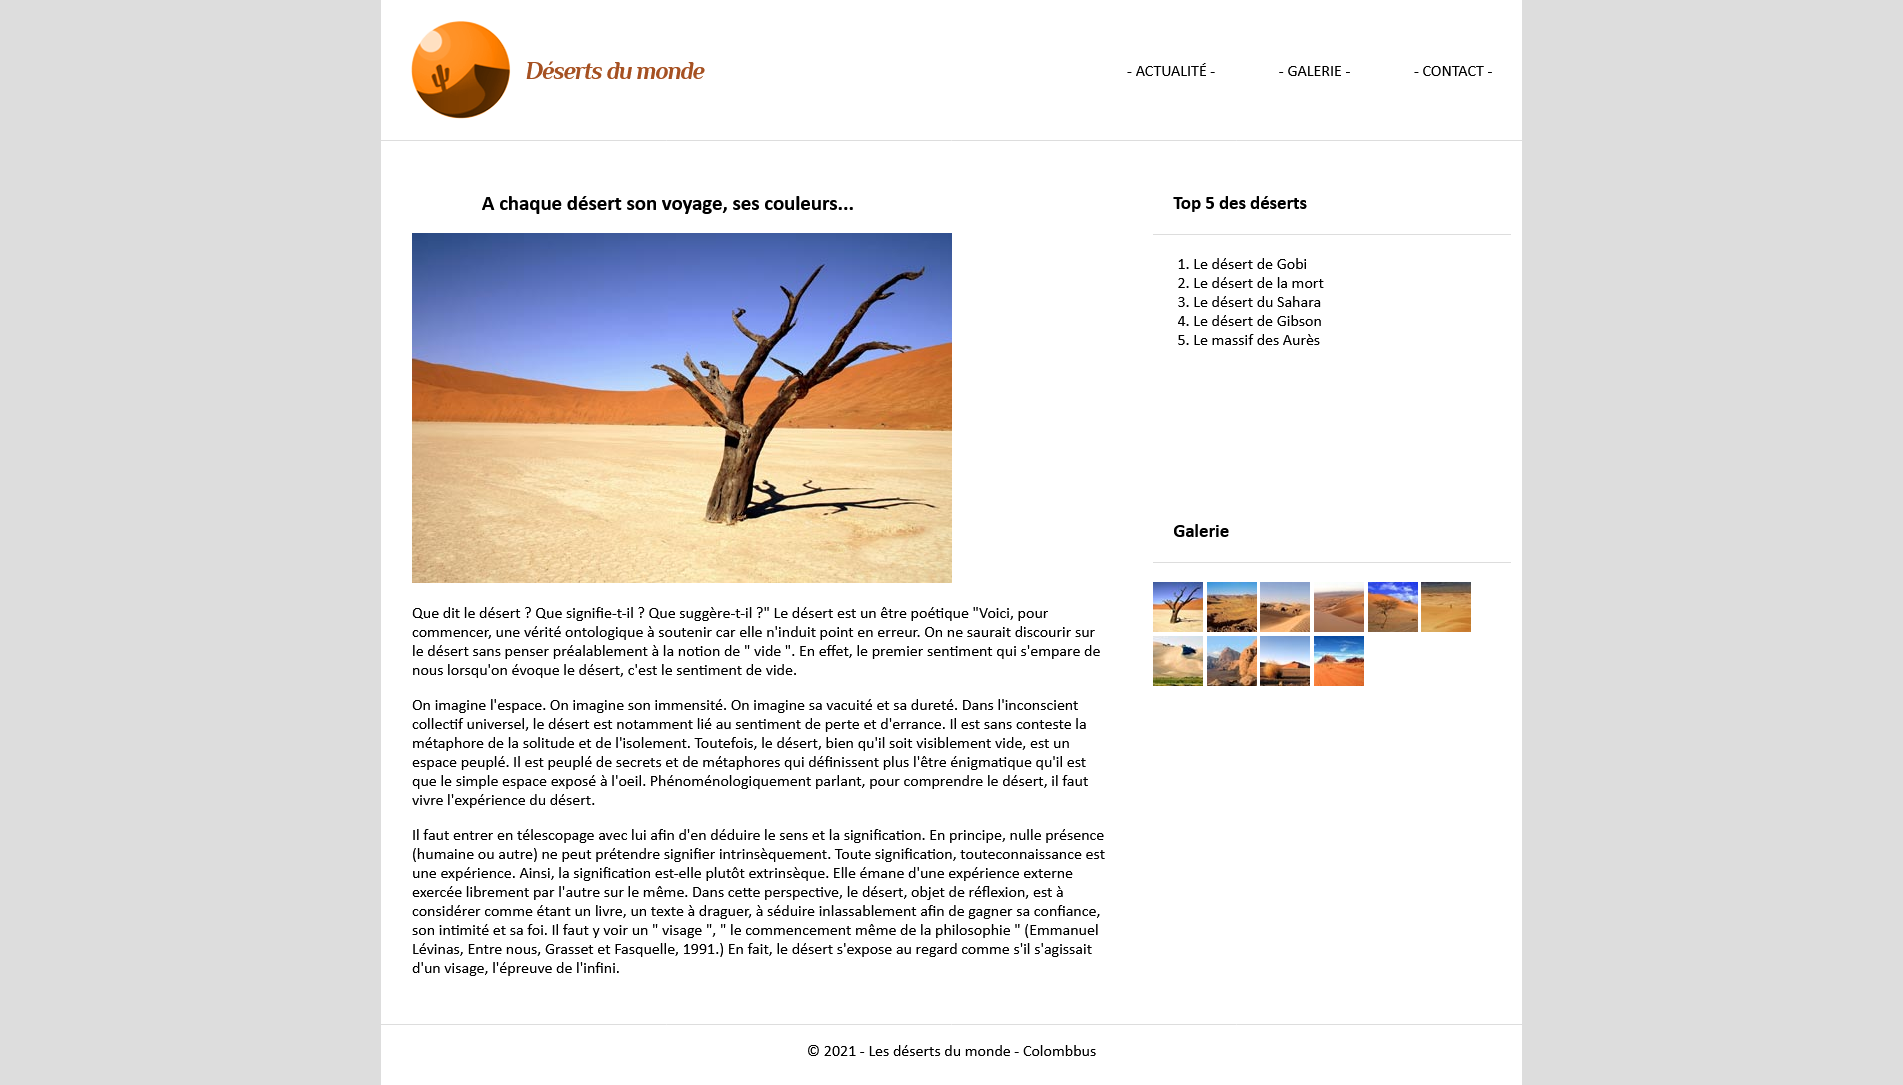 Déserts du monde
- ACTUALITÉ -
- GALERIE -
- CONTACT -
A chaque désert son voyage, ses couleurs...
Que dit le désert ? Que signifie-t-il ? Que suggère-t-il ?" Le désert est un être poétique "Voici, pour
commencer, une vérité ontologique à soutenir car elle n'induit point en erreur. On ne saurait discourir sur
le désert sans penser préalablement à la notion de " vide ". En effet, le premier sentiment qui s'empare de
nous lorsqu'on évoque le désert, c'est le sentiment de vide.
On imagine l'espace. On imagine son immensité. On imagine sa vacuité et sa dureté. Dans l'inconscient
collectif universel, le désert est notamment lié au sentiment de perte et d'errance. Il est sans conteste la
métaphore de la solitude et de l'isolement. Toutefois, le désert, bien qu'il soit visiblement vide, est un
espace peuplé. Il est peuplé de secrets et de métaphores qui définissent plus l'être énigmatique qu'il est
que le simple espace exposé à l'oeil. Phénoménologiquement parlant, pour comprendre le désert, il faut
vivre l'expérience du désert.
Il faut entrer en télescopage avec lui afin d'en déduire le sens et la signification. En principe, nulle présence
(humaine ou autre) ne peut prétendre signifier intrinsèquement. Toute signification, touteconnaissance est
une expérience. Ainsi, la signification est-elle plutôt extrinsèque. Elle émane d'une expérience externe
exercée librement par l'autre sur le même. Dans cette perspective, le désert, objet de réflexion, est à
considérer comme étant un livre, un texte à draguer, à séduire inlassablement afin de gagner sa confiance,
son intimité et sa foi. Il faut y voir un " visage ", " le commencement même de la philosophie " (Emmanuel
Lévinas, Entre nous, Grasset et Fasquelle, 1991.) En fait, le désert s'expose au regard comme s'il s'agissait
d'un visage, l'épreuve de l'infini.
Top 5 des déserts
1. Le désert de Gobi
2. Le désert de la mort
3. Le désert du Sahara
4. Le désert de Gibson
5. Le massif des Aurès
Galerie
© 2021 - Les déserts du monde - Colombbus